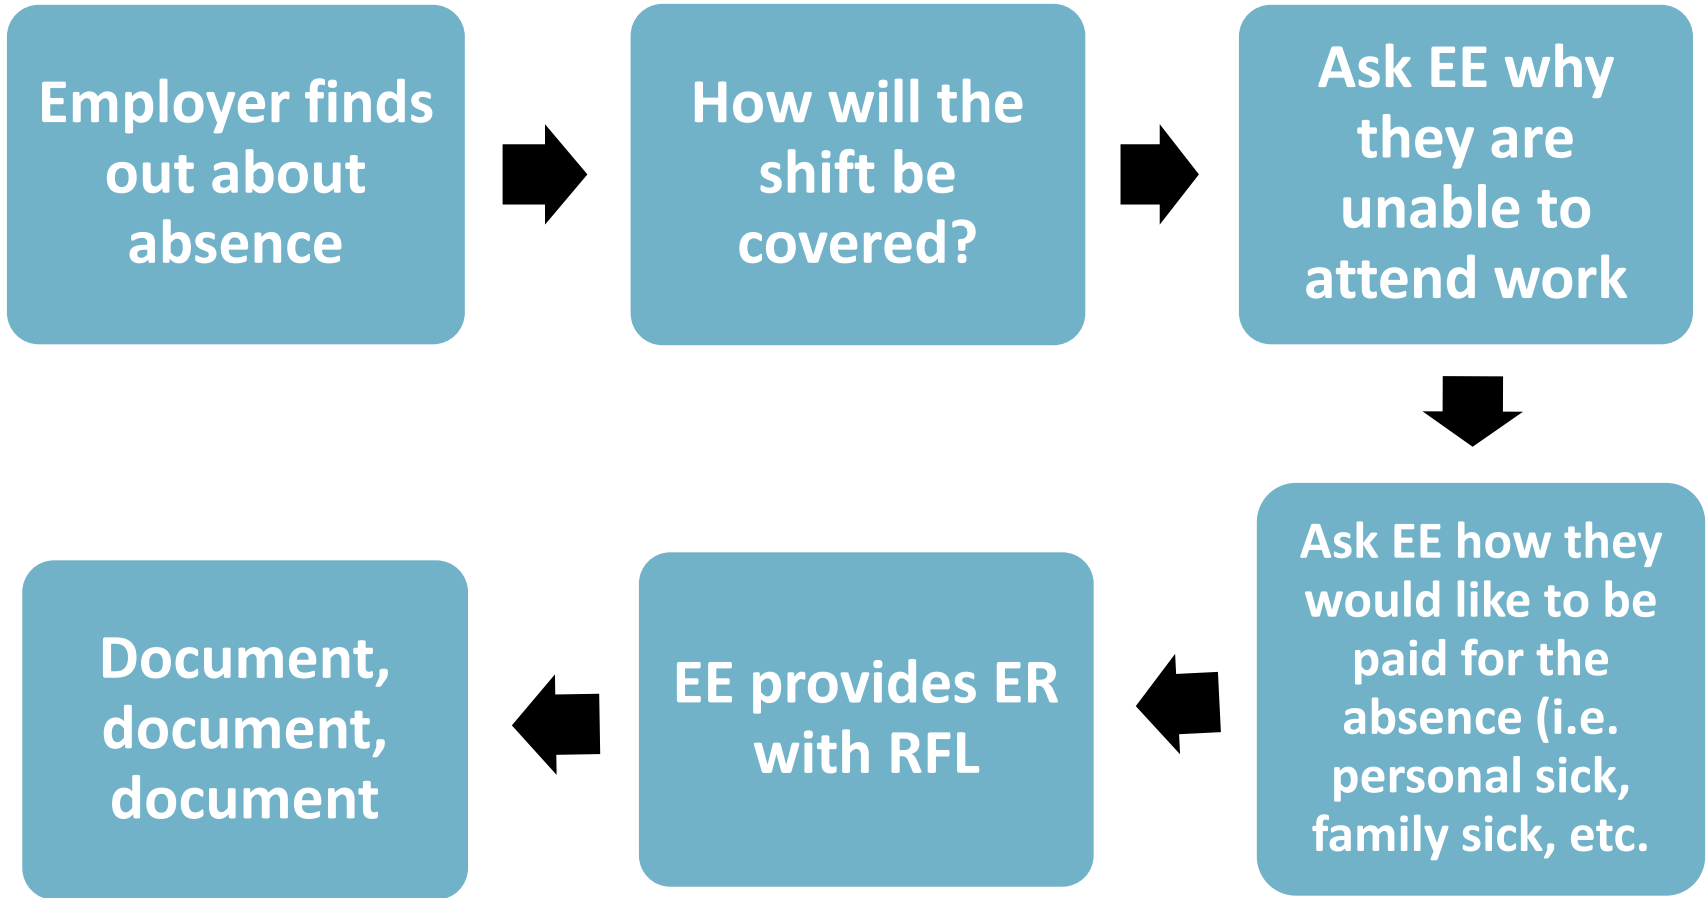 Employer finds
out about
absence
How will the
shift be
covered?
Ask EE why
they are
unable to
attend work
Ask EE how they
would like to be
paid for the
absence (i.e.
personal sick,
family sick, etc.
EE provides ER
with RFL
Document,
document,
document